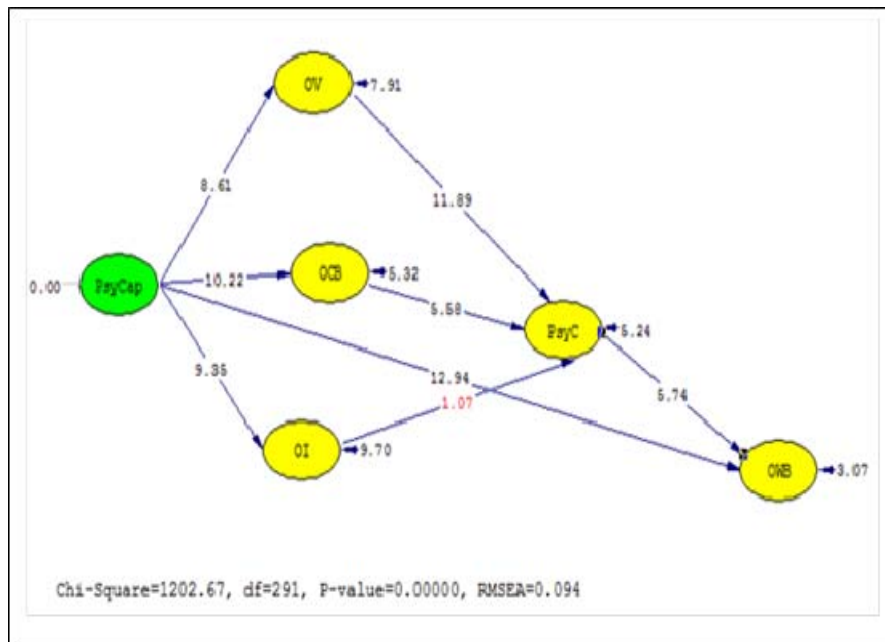 OV
7.91
8.61
11.89
PsyCap
0.00
10.22
OCB
5.32
5.58
PsyC
5.24
9.35
12.94
1.07
5.74
OI
9.70
OWB
3.07
Chi-Square=1202.67, df=291, P-value=0.00000, RMSEA=0.094